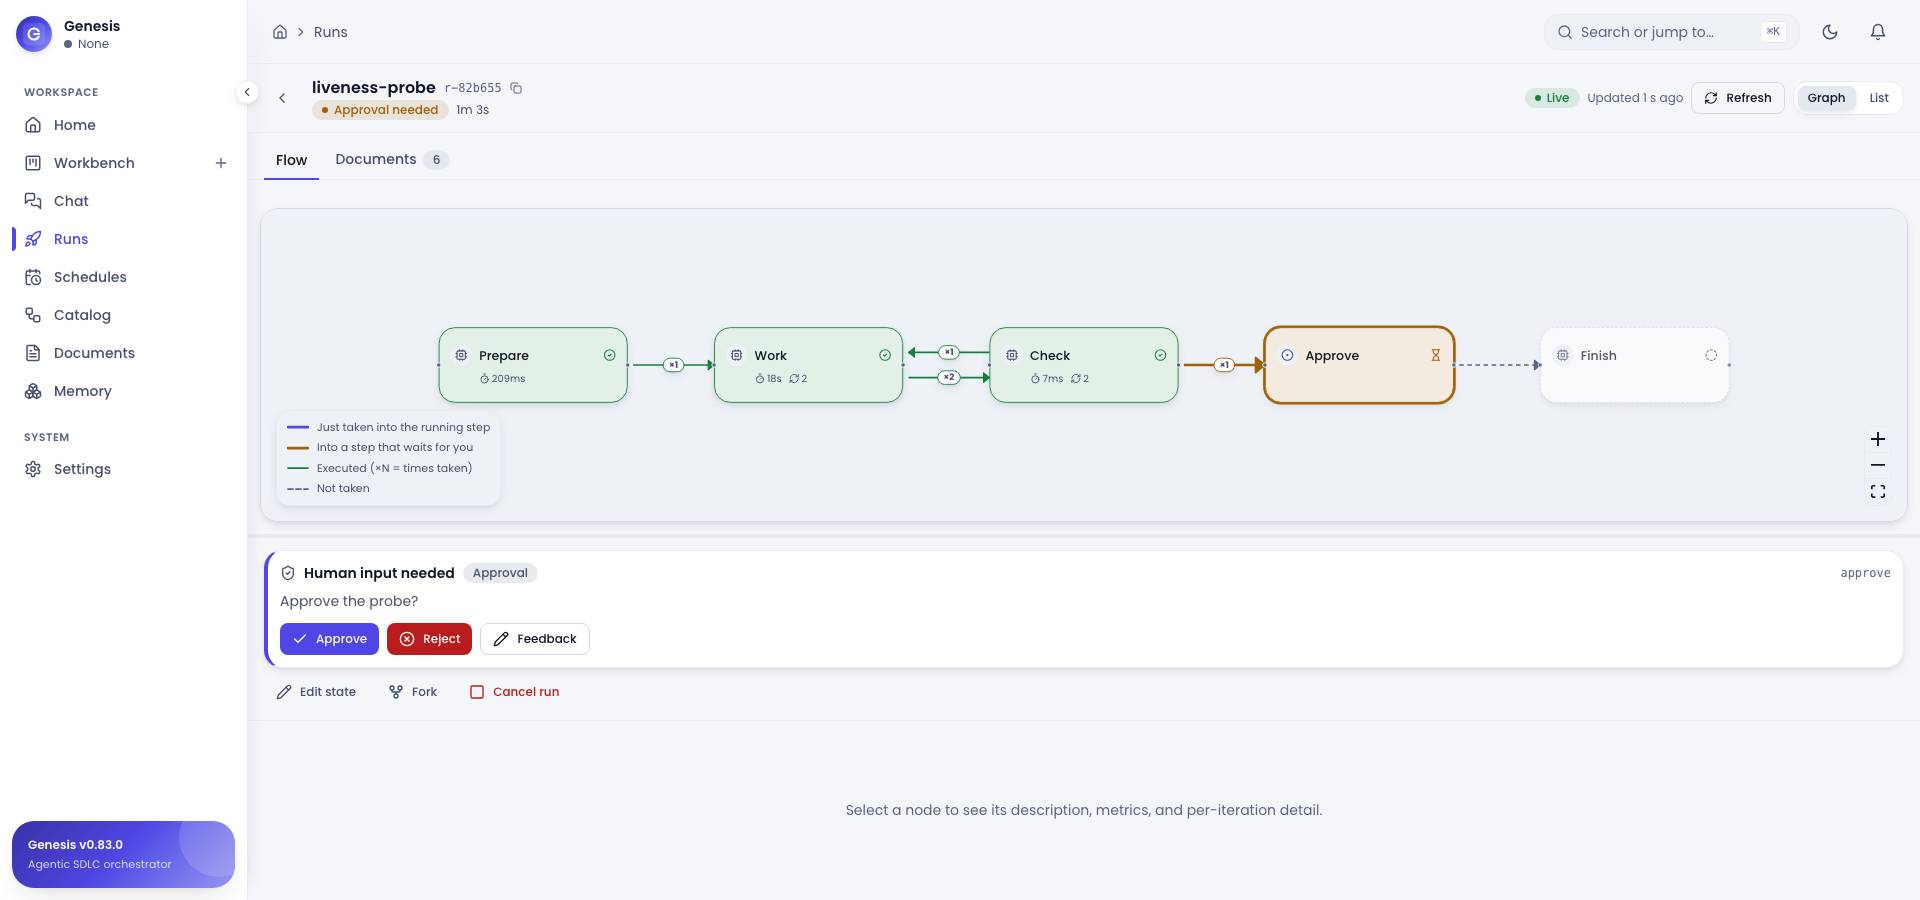 Genesis
None
WORKSPACE
Home
Workbench
Chat
Runs
Schedules
Catalog
Documents
Memory
SYSTEM
Settings
Genesis v0.83.0
Agentic SDLC orchestrator
Runs
Search or jump to...
⌘K
liveness-probe r–82b655
Approval needed 1m 3s
Live Updated 1 s ago Refresh Graph List
Flow Documents 6
Prepare
209ms
×1
Work
18s 2
×1
×2
Check
7ms 2
×1
Approve
Finish
Just taken into the running step
Into a step that waits for you
Executed (×N = times taken)
Not taken
Human input needed Approval approve
Approve the probe?
Approve Reject Feedback
Edit state Fork Cancel run
Select a node to see its description, metrics, and per-iteration detail.